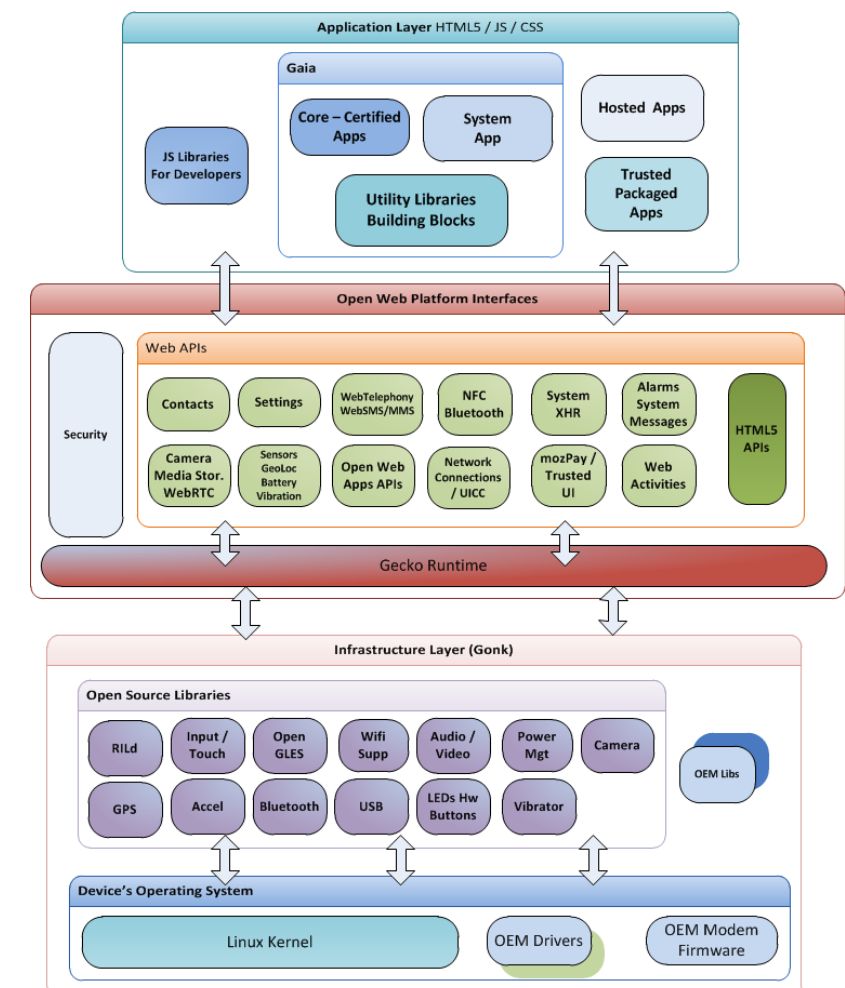 Application Layer HTML5 / JS / CSS
Gaia
JS Libraries
For Developers
Core – Certified
Apps
System
App
Utility Libraries
Building Blocks
Hosted Apps
Trusted
Packaged
Apps
Open Web Platform Interfaces
Security
Web APIs
Contacts
Settings
WebTelephony
WebSMS/MMS
NFC
Bluetooth
System
XHR
Alarms
System
Messages
HTML5
APIs
Camera
Media Stor.
WebRTC
Sensors
GeoLoc
Battery
Vibration
Open Web
Apps APIs
Network
Connections
/ UICC
mozPay /
Trusted
UI
Web
Activities
Gecko Runtime
Infrastructure Layer (Gonk)
Open Source Libraries
RILd
Input /
Touch
Open
GLES
Wifi
Supp
Audio /
Video
Power
Mgt
Camera
GPS
Accel
Bluetooth
USB
LEDs Hw
Buttons
Vibrator
OEM Libs
Device's Operating System
Linux Kernel
OEM Drivers
OEM Modem
Firmware